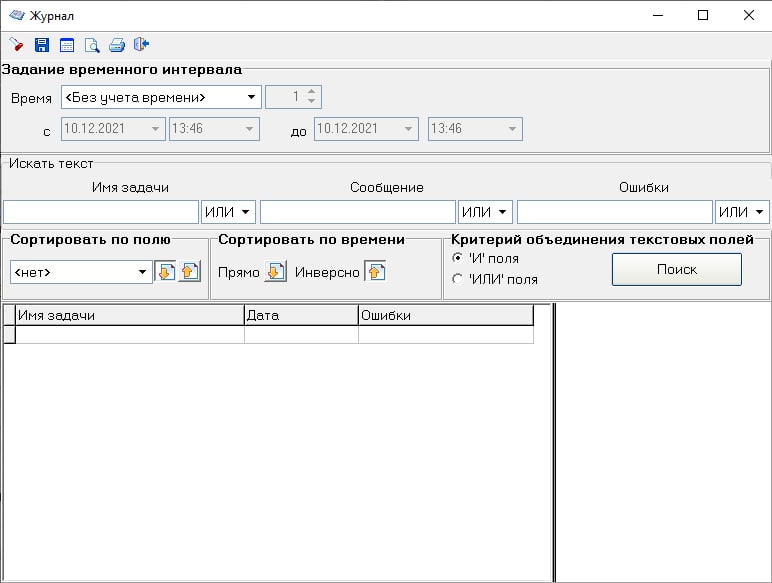 Журнал
Задание временного интервала
Время <Без учета времени> 1
с 10.12.2021 13:46 до 10.12.2021 13:46
Искать текст
Имя задачи Сообщение Ошибки
ИЛИ ИЛИ ИЛИ
Сортировать по полю Сортировать по времени Критерий объединения текстовых полей
<нет> Прямо Инверсно 'И' поля Поиск
'ИЛИ' поля
Имя задачи Дата Ошибки